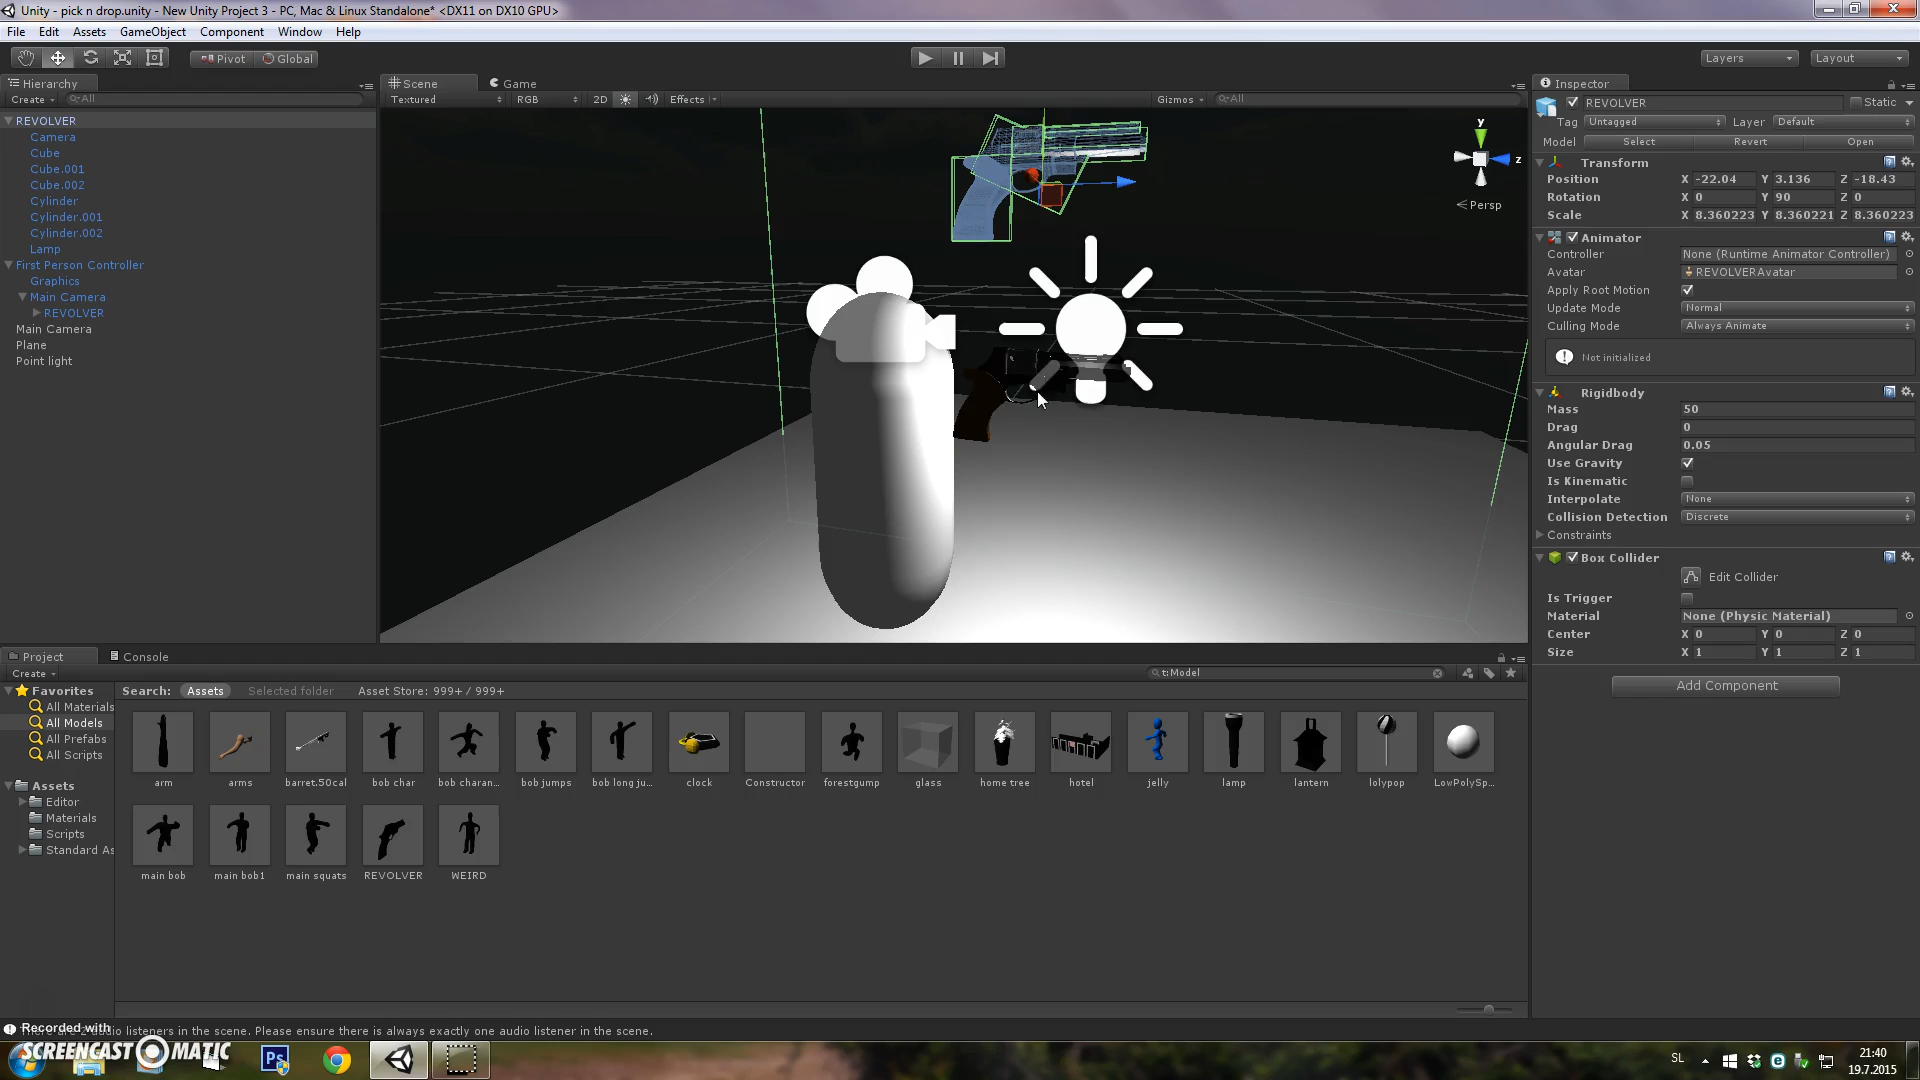 Unity - pick n drop.unity - New Unity Project 3 - PC, Mac & Linux Standalone* <DX11 on DX10 GPU>
File Edit Assets GameObject Component Window Help
Pivot Global Layers Layout
Hierarchy
Create All
REVOLVER
Camera
Cube
Cube.001
Cube.002
Cylinder
Cylinder.001
Cylinder.002
Lamp
First Person Controller
Graphics
Main Camera
REVOLVER
Main Camera
Plane
Point light
Scene Game
Textured RGB 2D Effects Gizmos All
y
z
Persp
Inspector
REVOLVER Static
Tag Untagged Layer Default
Model Select Revert Open
Transform
Position X -22.04 Y 3.136 Z -18.43
Rotation X 0 Y 90 Z 0
Scale X 8.360223 Y 8.360221 Z 8.360223
Animator
Controller None (Runtime Animator Controller)
Avatar REVOLVERAvatar
Apply Root Motion
Update Mode Normal
Culling Mode Always Animate
Not initialized
Rigidbody
Mass 50
Drag 0
Angular Drag 0.05
Use Gravity
Is Kinematic
Interpolate None
Collision Detection Discrete
Constraints
Box Collider
Edit Collider
Is Trigger
Material None (Physic Material)
Center X 0 Y 0 Z 0
Size X 1 Y 1 Z 1
Add Component
Project Console
Create t:Model
Favorites
All Materials
All Models
All Prefabs
All Scripts
Assets
Editor
Materials
Scripts
Standard As
Search: Assets Selected folder Asset Store: 999+ / 999+
arm arms barret.50cal bob char bob charan... bob jumps bob long ju... clock Constructor forestgump glass home tree hotel jelly lamp lantern lolypop LowPolySp...
main bob main bob1 main squats REVOLVER WEIRD
There are 2 audio listeners in the scene. Please ensure there is always exactly one audio listener in the scene.
Recorded with
SCREENCAST MATIC
Ps
SL
21:40
19.7.2015